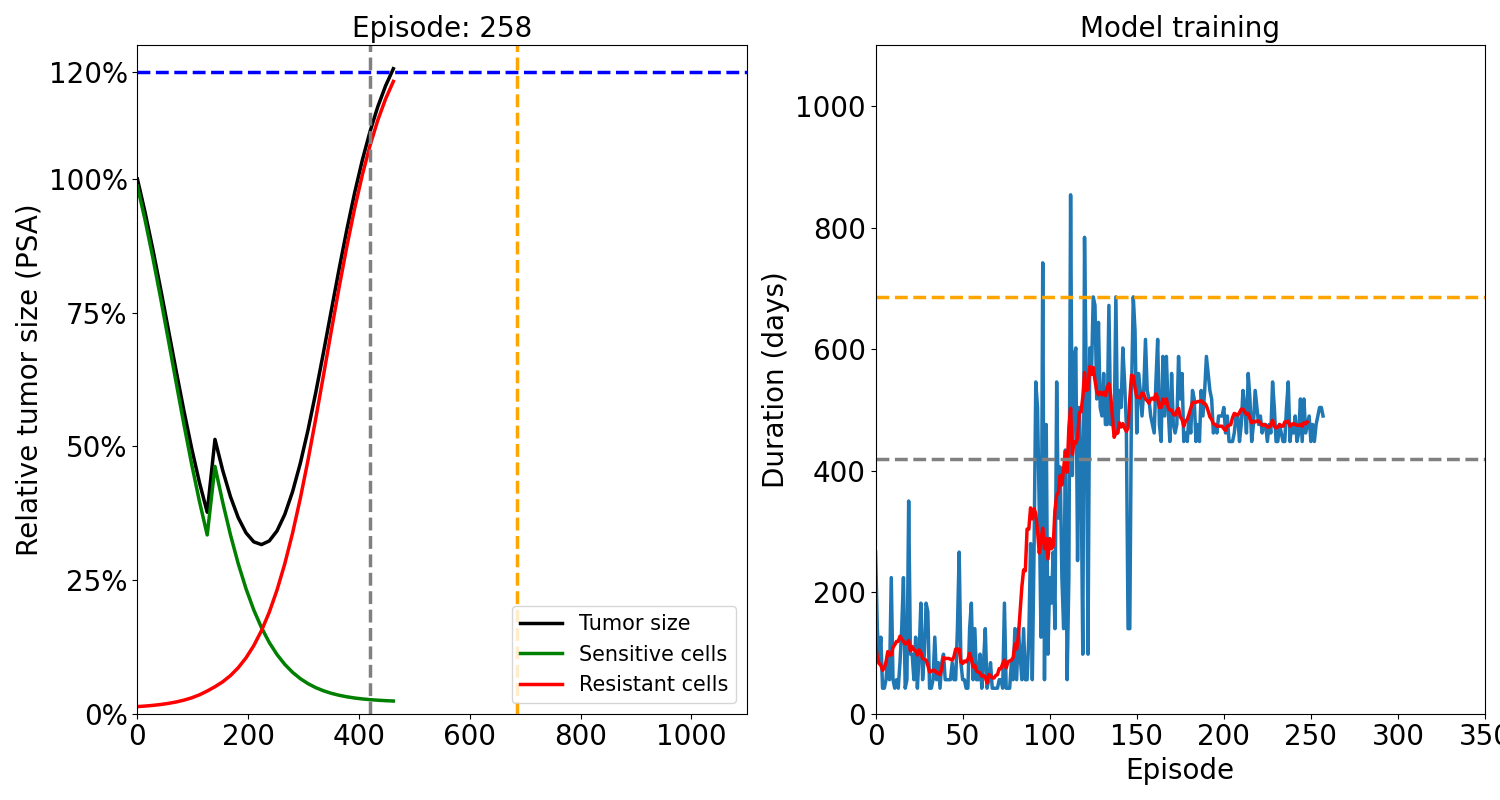 Episode: 258
Relative tumor size (PSA)
120%
100%
75%
50%
25%
0%
0 200 400 600 800 1000
Tumor size
Sensitive cells
Resistant cells
Model training
Duration (days)
1000
800
600
400
200
0
0 50 100 150 200 250 300 350
Episode